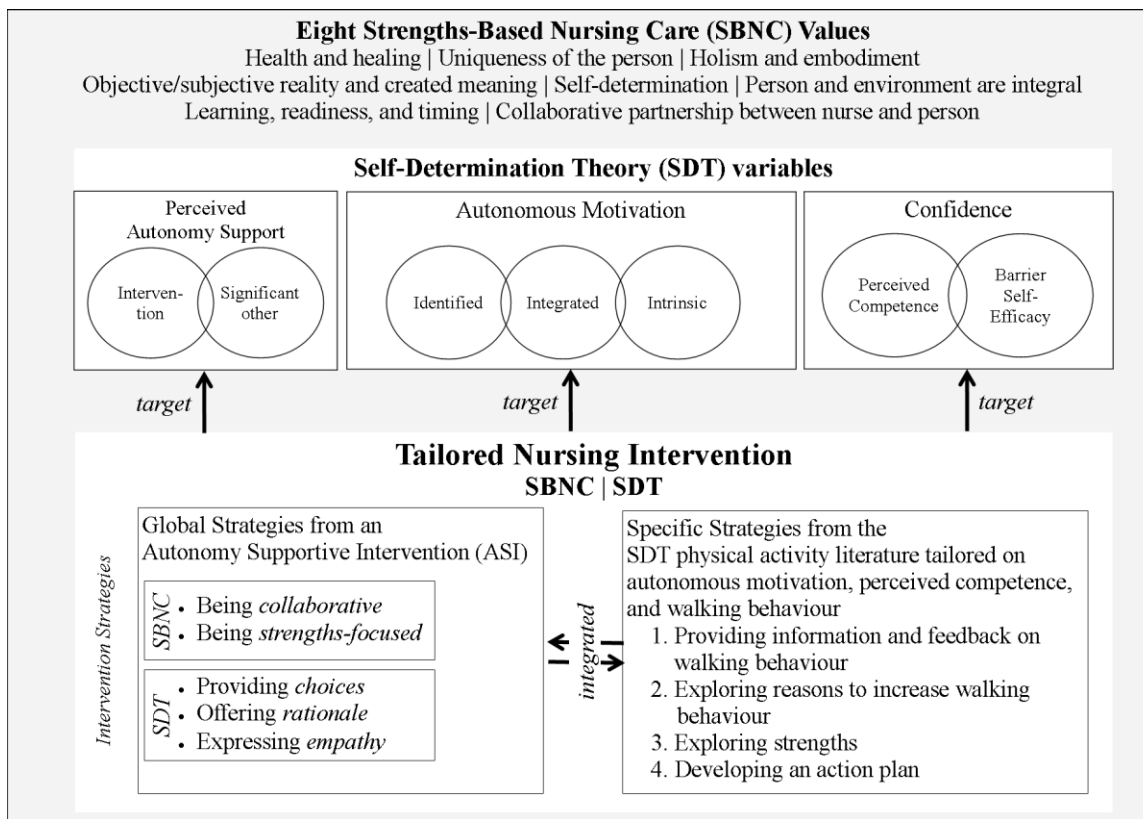 Eight Strengths-Based Nursing Care (SBNC) Values
Health and healing | Uniqueness of the person | Holism and embodiment
Objective/subjective reality and created meaning | Self-determination | Person and environment are integral
Learning, readiness, and timing | Collaborative partnership between nurse and person
Self-Determination Theory (SDT) variables
Perceived
Autonomy Support
Interven-
tion
Significant
other
Autonomous Motivation
Identified
Integrated
Intrinsic
Confidence
Perceived
Competence
Barrier
Self-
Efficacy
target
target
target
Tailored Nursing Intervention
SBNC | SDT
Intervention Strategies
Global Strategies from an
Autonomy Supportive Intervention (ASI)
SBNC
• Being collaborative
• Being strengths-focused
SDT
• Providing choices
• Offering rationale
• Expressing empathy
integrated
Specific Strategies from the
SDT physical activity literature tailored on
autonomous motivation, perceived competence,
and walking behaviour
1. Providing information and feedback on
walking behaviour
2. Exploring reasons to increase walking
behaviour
3. Exploring strengths
4. Developing an action plan